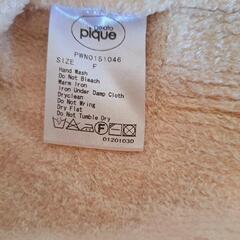 gelato
pique
PWNO151046
SIZE F
Hand Wash
Do Not Bleach
Warm Iron
Iron Under Damp Cloth
Dryclean
Do Not Wring
Dry Flat
Do Not Tumble Dry
F
01201030